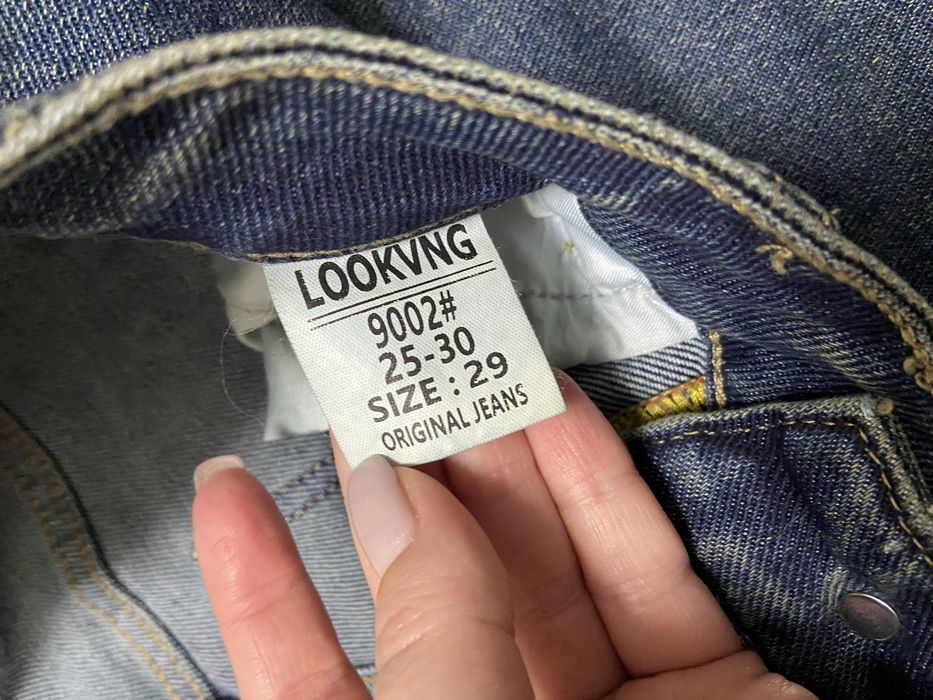 LOOKVNG
9002#
25-30
SIZE : 29
ORIGINAL JEANS